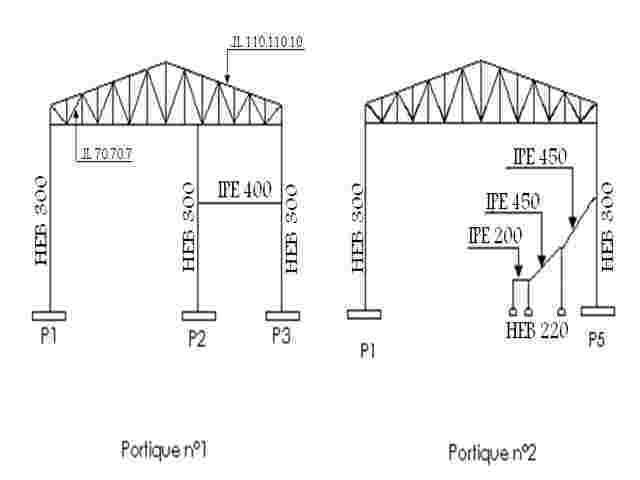 JL 110.110.10
JL 70.70.7
HEB 300
HEB 300
IPE 400
HEB 300
P1
P2
P3
Portique n°1
HEB 300
IPE 450
IPE 450
IPE 200
HEB 300
HEB 220
P1
P5
Portique n°2